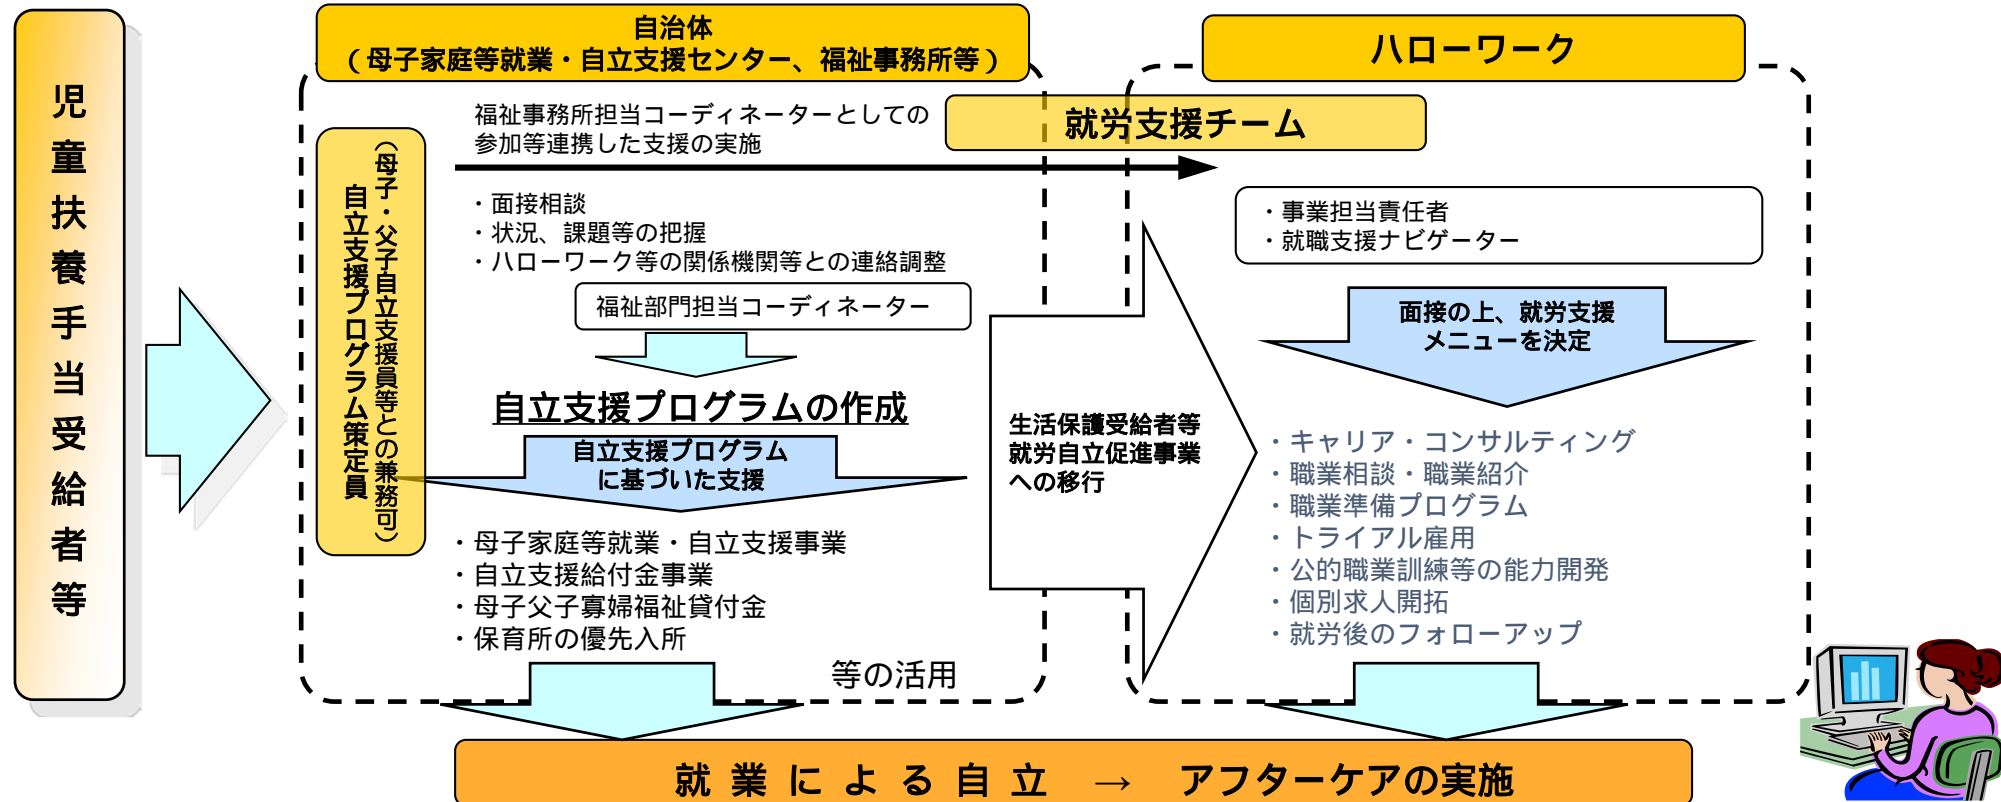 児童扶養手当受給者等
自治体
（母子家庭等就業・自立支援センター、福祉事務所等）
ハローワーク
就労支援チーム
福祉事務所担当コーディネーターとしての
参加等連携した支援の実施
（母子・父子自立支援員等との兼務可）
自立支援プログラム策定員
・面接相談
・状況、課題等の把握
・ハローワーク等の関係機関等との連絡調整
福祉部門担当コーディネーター
自立支援プログラムの作成
自立支援プログラム
に基づいた支援
・母子家庭等就業・自立支援事業
・自立支援給付金事業
・母子父子寡婦福祉貸付金
・保育所の優先入所
等の活用
生活保護受給者等
就労自立促進事業
への移行
・事業担当責任者
・就職支援ナビゲーター
面接の上、就労支援
メニューを決定
・キャリア・コンサルティング
・職業相談・職業紹介
・職業準備プログラム
・トライアル雇用
・公的職業訓練等の能力開発
・個別求人開拓
・就労後のフォローアップ
就業による自立　→　アフターケアの実施